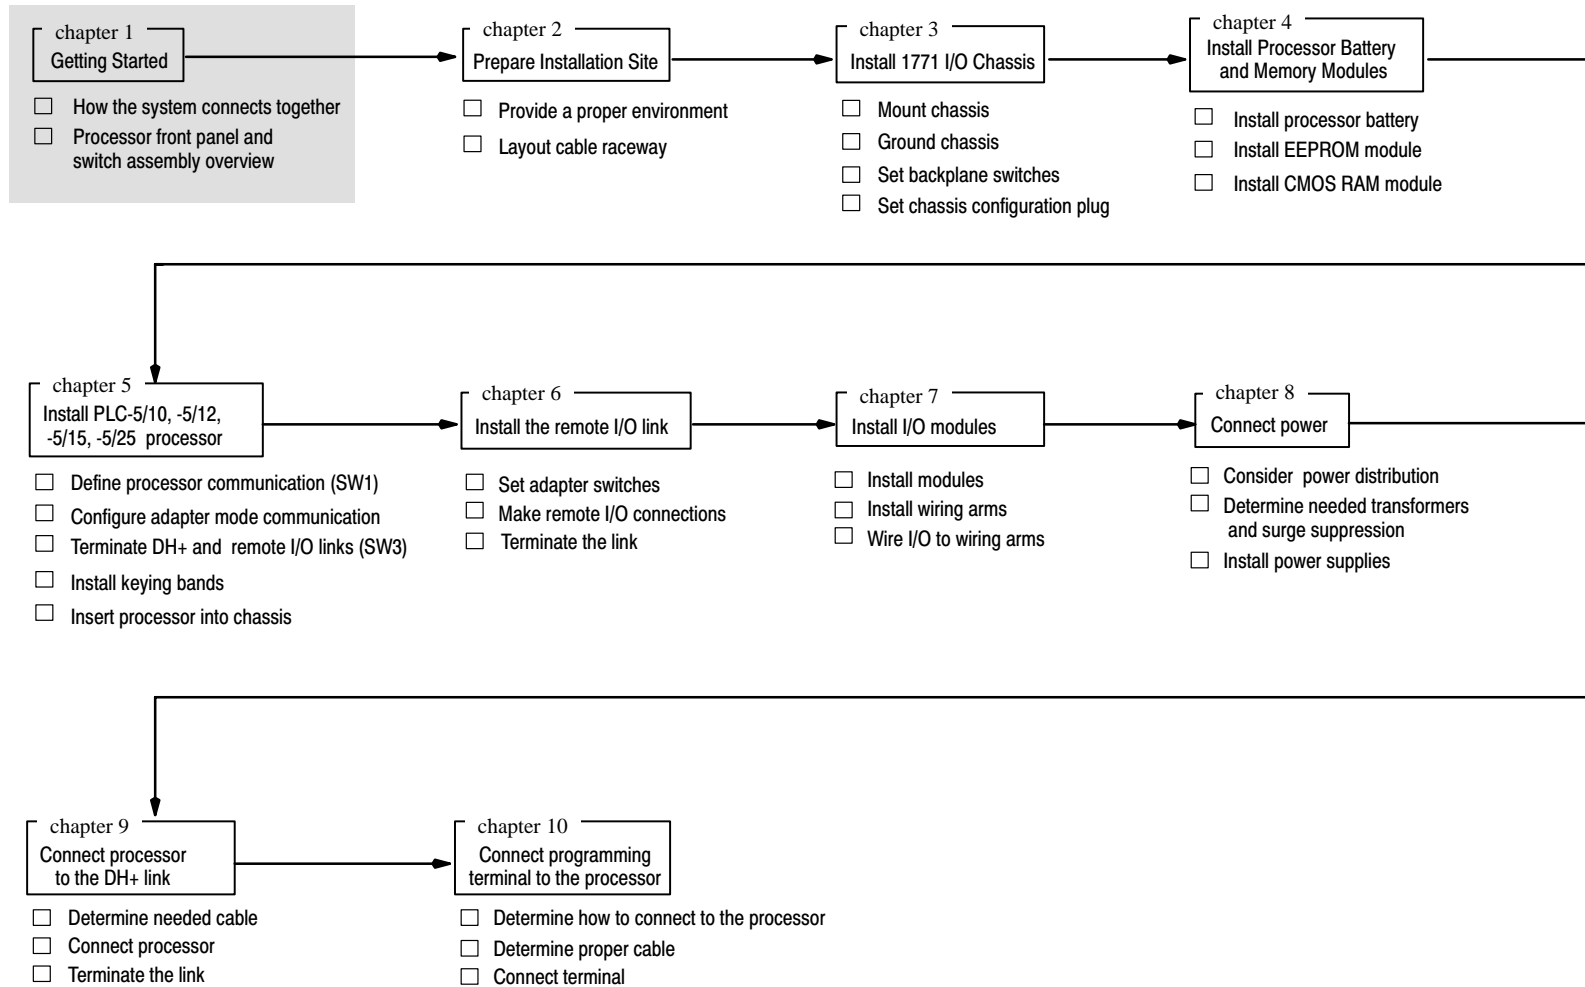 chapter 1
Getting Started
How the system connects together
Processor front panel and
switch assembly overview
chapter 2
Prepare Installation Site
Provide a proper environment
Layout cable raceway
chapter 3
Install 1771 I/O Chassis
Mount chassis
Ground chassis
Set backplane switches
Set chassis configuration plug
chapter 4
Install Processor Battery
and Memory Modules
Install processor battery
Install EEPROM module
Install CMOS RAM module
chapter 5
Install PLC-5/10, -5/12,
-5/15, -5/25 processor
Define processor communication (SW1)
Configure adapter mode communication
Terminate DH+ and remote I/O links (SW3)
Install keying bands
Insert processor into chassis
chapter 6
Install the remote I/O link
Set adapter switches
Make remote I/O connections
Terminate the link
chapter 7
Install I/O modules
Install modules
Install wiring arms
Wire I/O to wiring arms
chapter 8
Connect power
Consider power distribution
Determine needed transformers
and surge suppression
Install power supplies
chapter 9
Connect processor
to the DH+ link
Determine needed cable
Connect processor
Terminate the link
chapter 10
Connect programming
terminal to the processor
Determine how to connect to the processor
Determine proper cable
Connect terminal